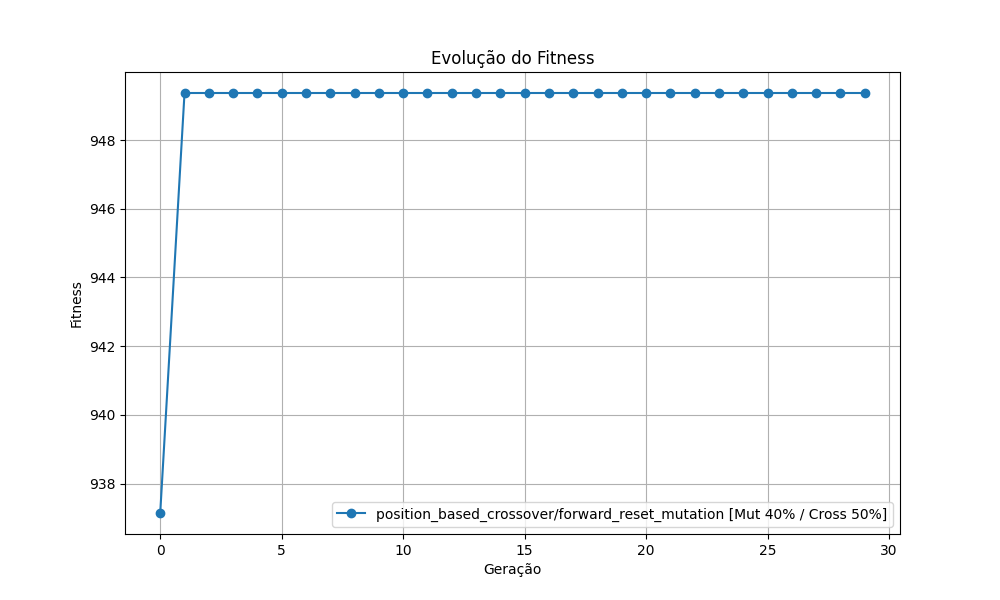 Evolução do Fitness
Fitness
948
946
944
942
940
938
position_based_crossover/forward_reset_mutation [Mut 40% / Cross 50%]
0 5 10 15 20 25 30
Geração